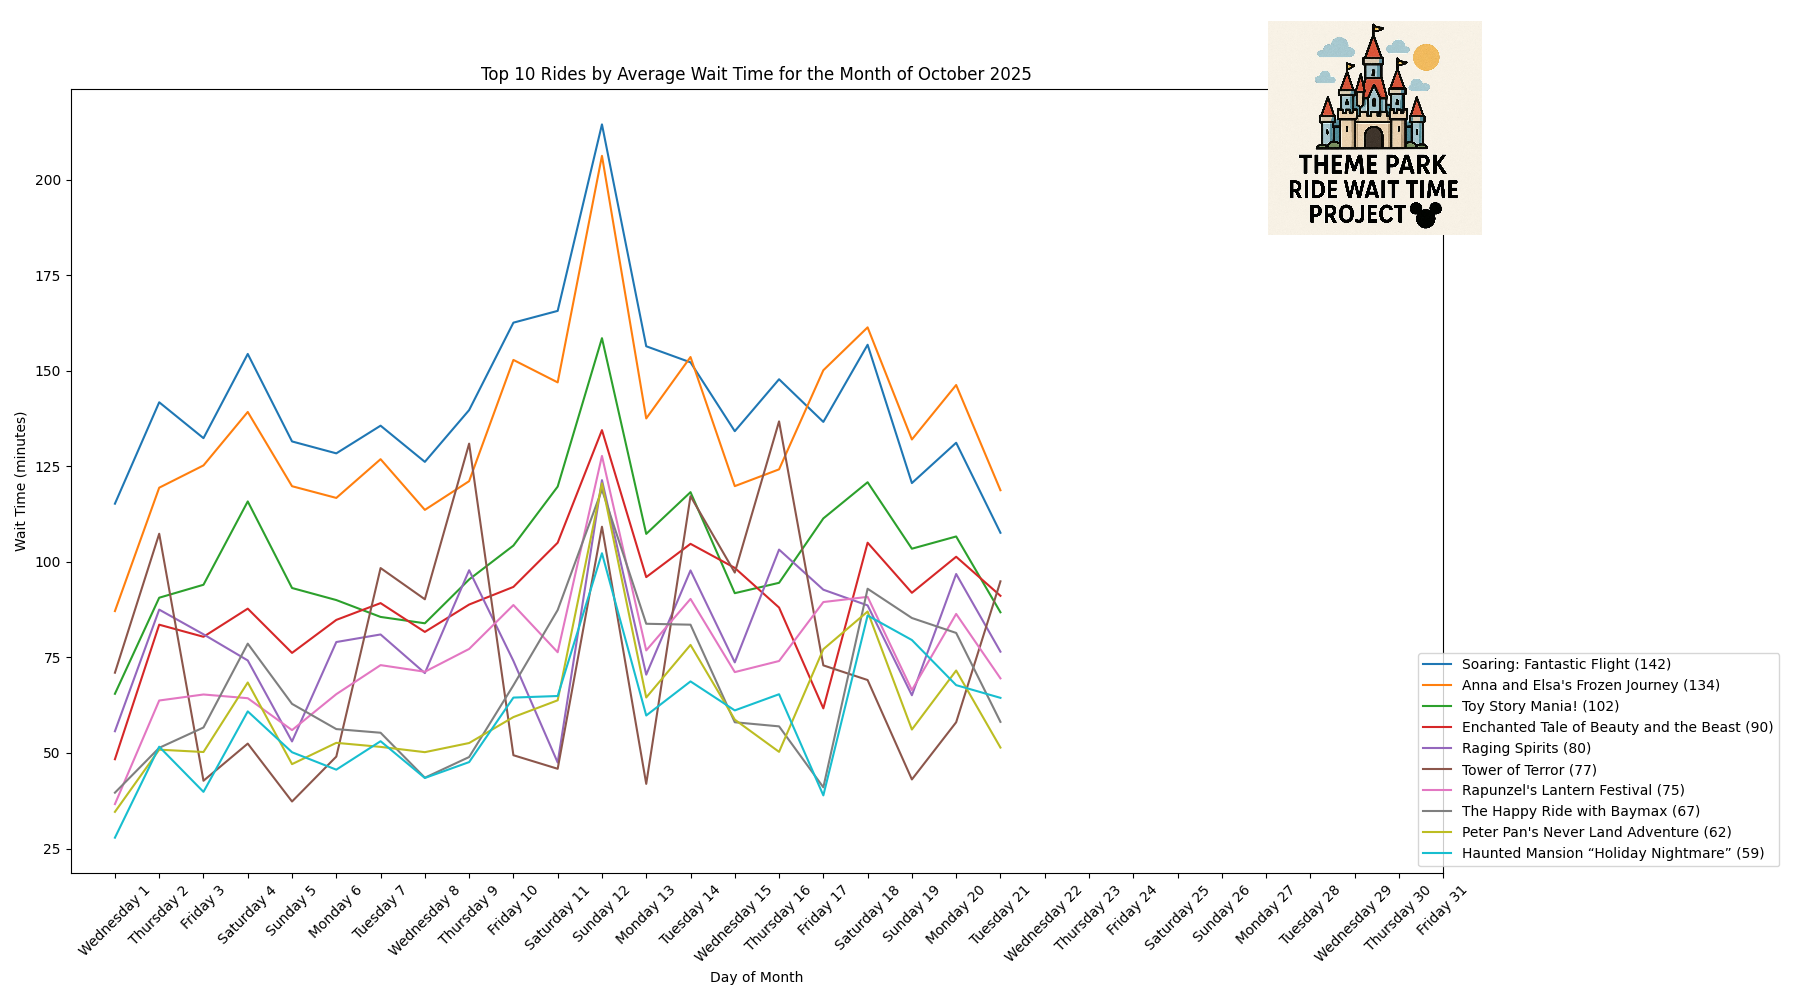 Top 10 Rides by Average Wait Time for the Month of October 2025
THEME PARK
RIDE WAIT TIME
PROJECT
Wait Time (minutes)
200
175
150
125
100
75
50
25
Soaring: Fantastic Flight (142)
Anna and Elsa's Frozen Journey (134)
Toy Story Mania! (102)
Enchanted Tale of Beauty and the Beast (90)
Raging Spirits (80)
Tower of Terror (77)
Rapunzel's Lantern Festival (75)
The Happy Ride with Baymax (67)
Peter Pan's Never Land Adventure (62)
Haunted Mansion “Holiday Nightmare” (59)
Wednesday 1
Thursday 2
Friday 3
Saturday 4
Sunday 5
Monday 6
Tuesday 7
Wednesday 8
Thursday 9
Friday 10
Saturday 11
Sunday 12
Monday 13
Tuesday 14
Wednesday 15
Thursday 16
Friday 17
Saturday 18
Sunday 19
Monday 20
Tuesday 21
Wednesday 22
Thursday 23
Friday 24
Saturday 25
Sunday 26
Monday 27
Tuesday 28
Wednesday 29
Thursday 30
Friday 31
Day of Month